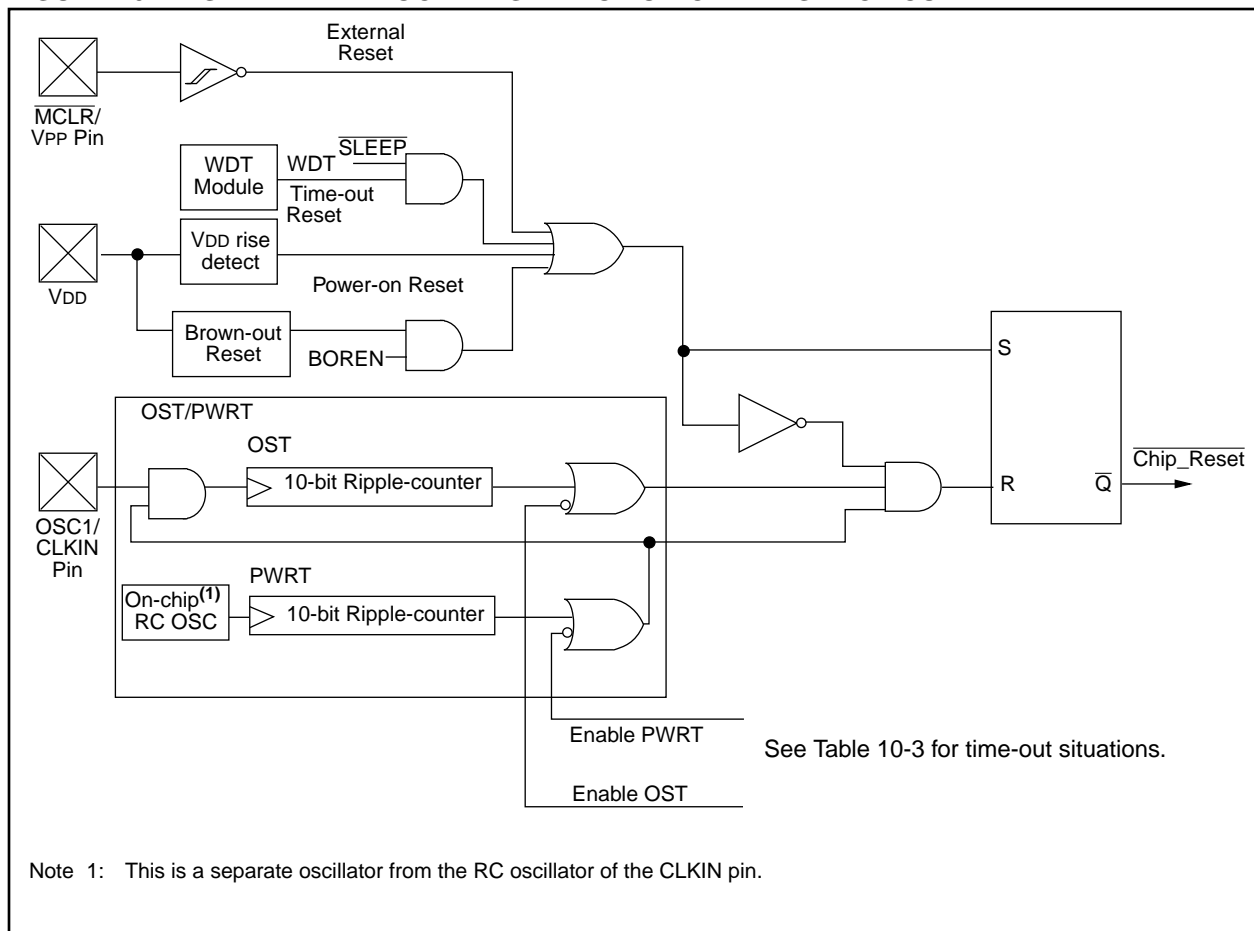 External
Reset
MCLR/
VPP Pin
SLEEP
WDT
Module
WDT
Time-out
Reset
VDD rise
detect
VDD
Power-on Reset
Brown-out
Reset
BOREN
S
OST/PWRT
OST
10-bit Ripple-counter
Chip_Reset
R
Q
OSC1/
CLKIN
Pin
PWRT
On-chip(1)
RC OSC
10-bit Ripple-counter
Enable PWRT
See Table 10-3 for time-out situations.
Enable OST
Note 1: This is a separate oscillator from the RC oscillator of the CLKIN pin.